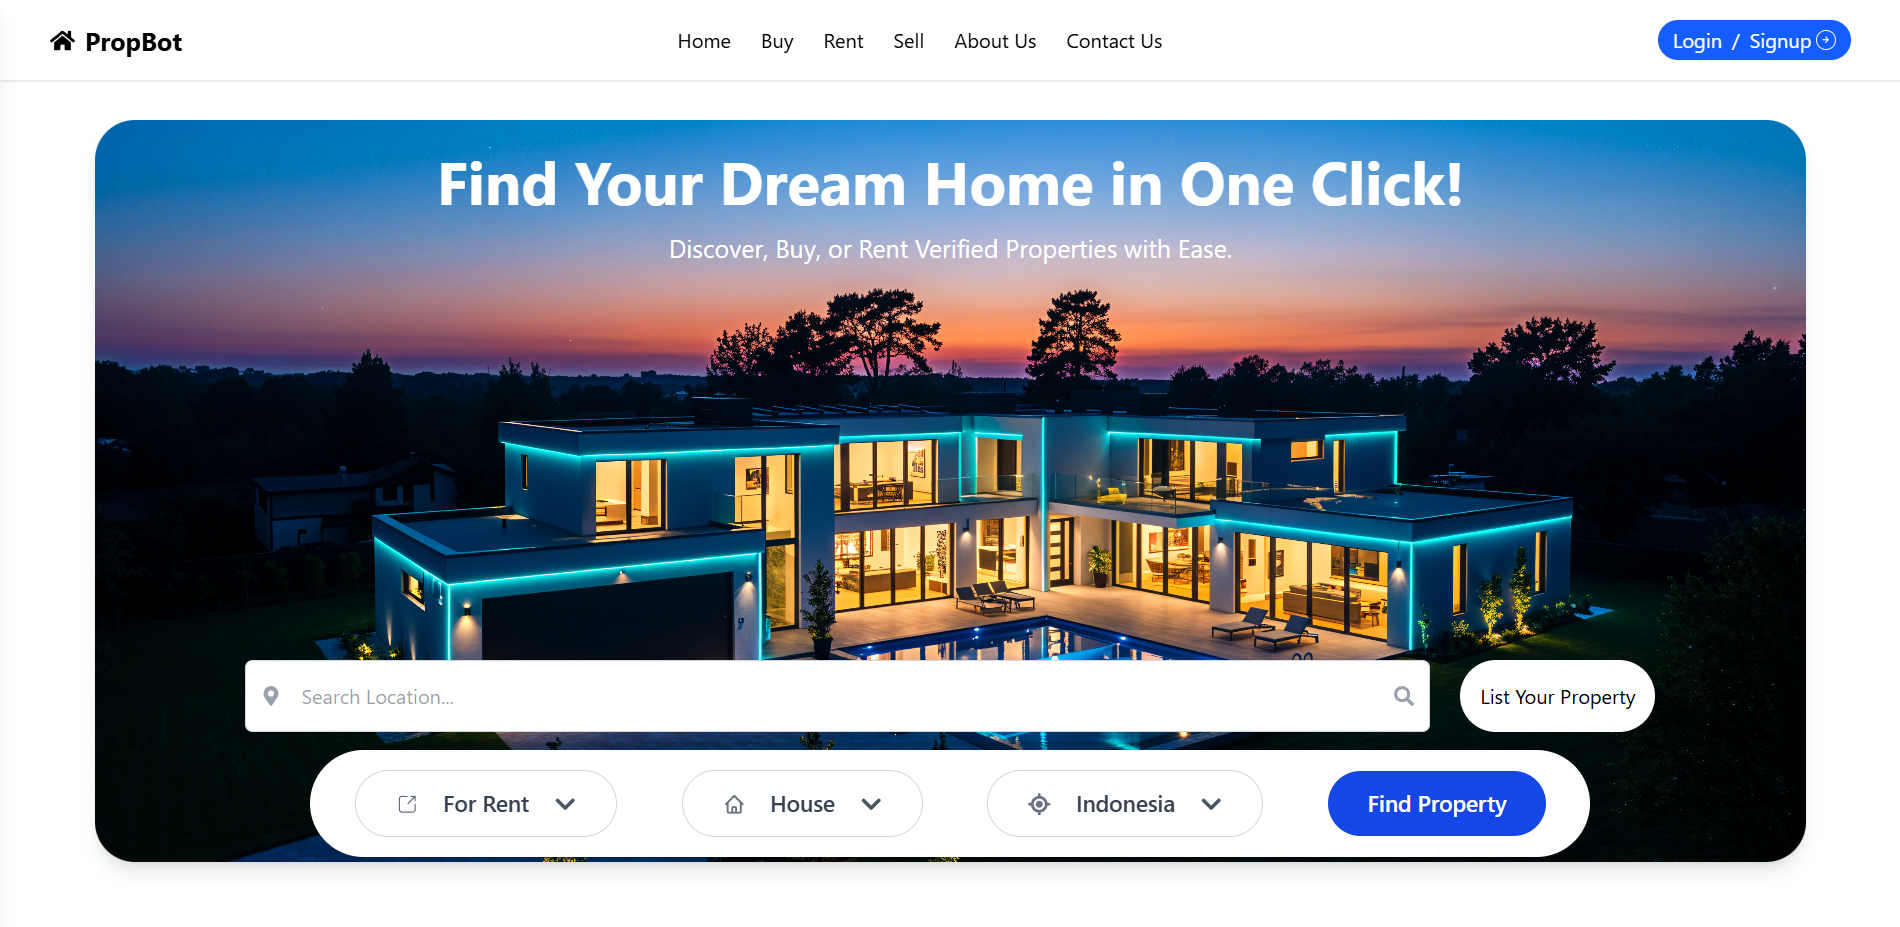 PropBot
Home Buy Rent Sell About Us Contact Us
Login / Signup
Find Your Dream Home in One Click!
Discover, Buy, or Rent Verified Properties with Ease.
Search Location...
List Your Property
For Rent House Indonesia Find Property